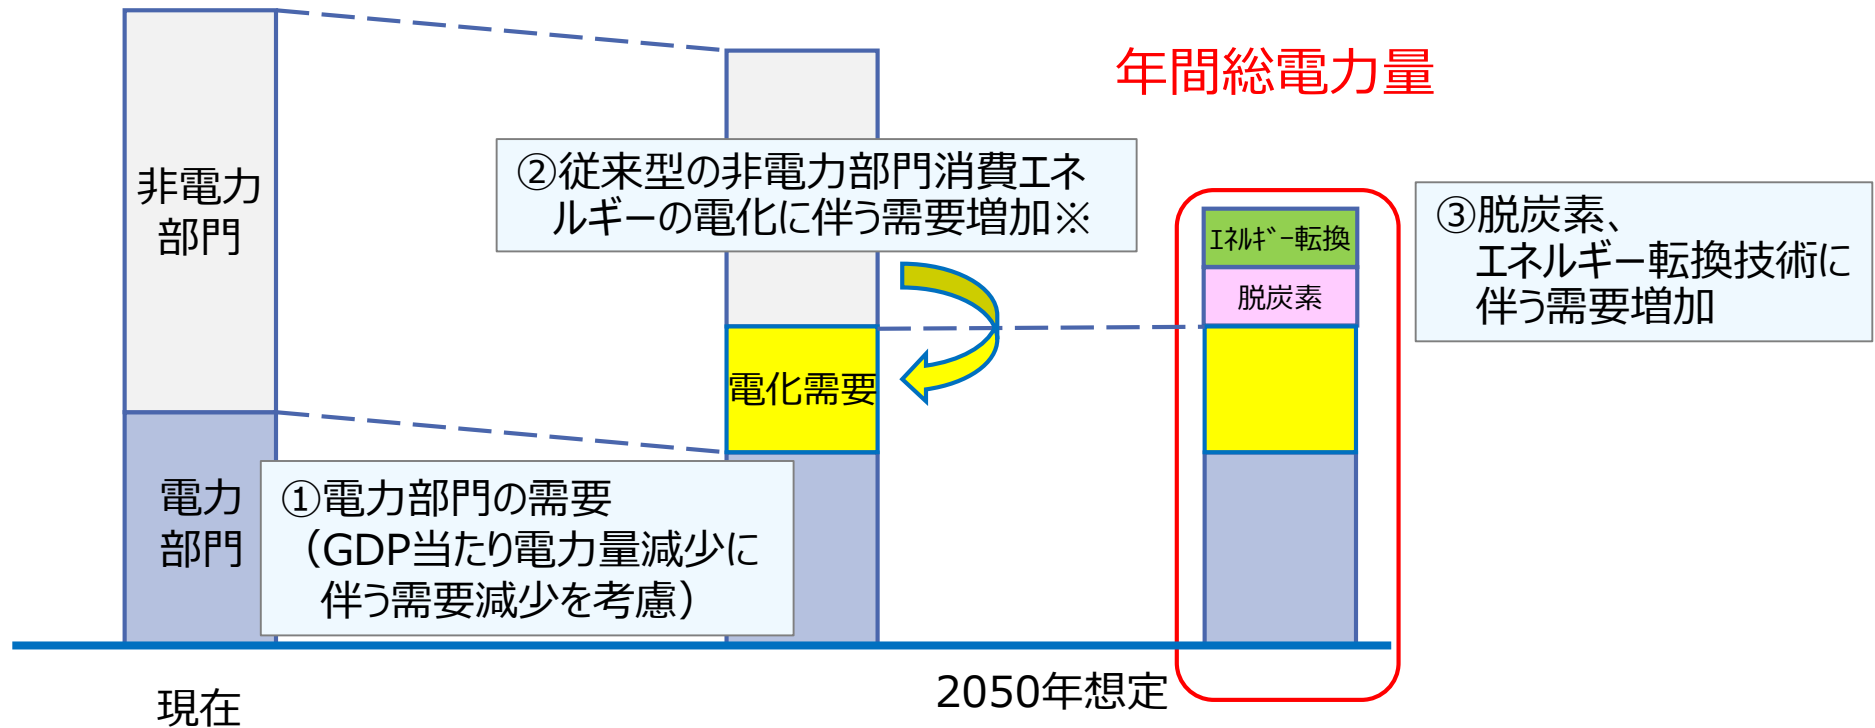 年間総電力量
非電力
部門
②従来型の非電力部門消費エネ
ルギーの電化に伴う需要増加※
ｴﾈﾙｷﾞｰ転換
脱炭素
③脱炭素、
エネルギー転換技術に
伴う需要増加
電化需要
電力
部門
①電力部門の需要
（GDP当たり電力量減少に
伴う需要減少を考慮）
現在
2050年想定